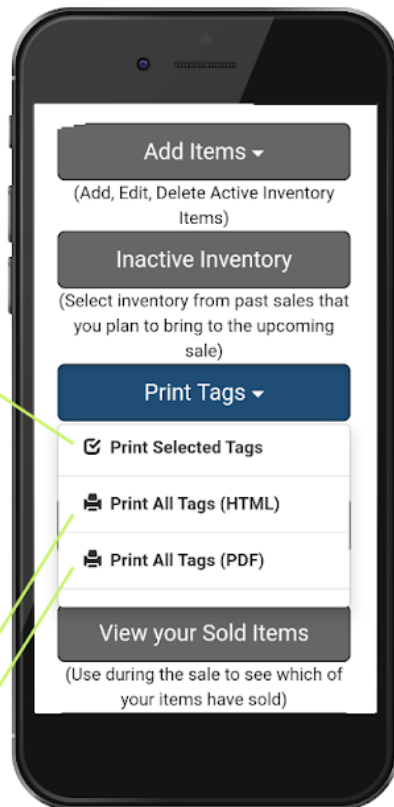 Add Items
(Add, Edit, Delete Active Inventory
Items)
Inactive Inventory
(Select inventory from past sales that
you plan to bring to the upcoming
sale)
Print Tags
Print Selected Tags
Print All Tags (HTML)
Print All Tags (PDF)
View your Sold Items
(Use during the sale to see which of
your items have sold)